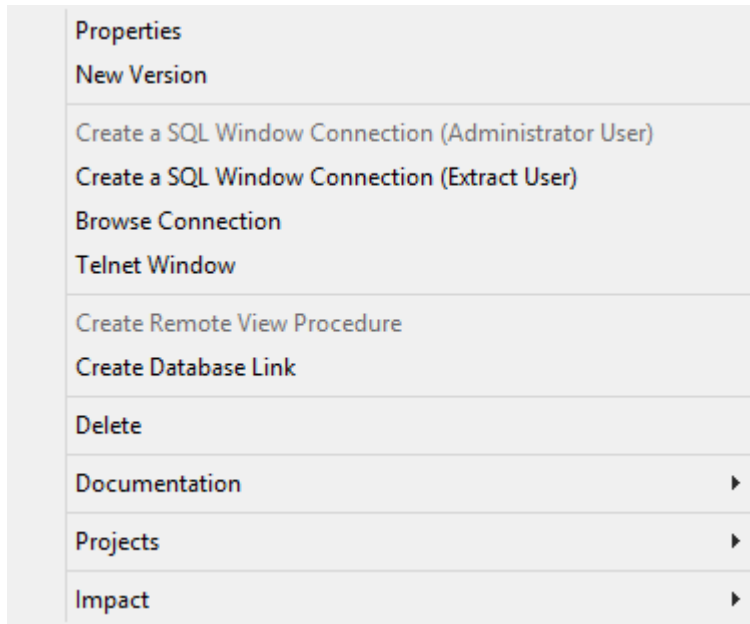 Properties
New Version
Create a SQL Window Connection (Administrator User)
Create a SQL Window Connection (Extract User)
Browse Connection
Telnet Window
Create Remote View Procedure
Create Database Link
Delete
Documentation
Projects
Impact